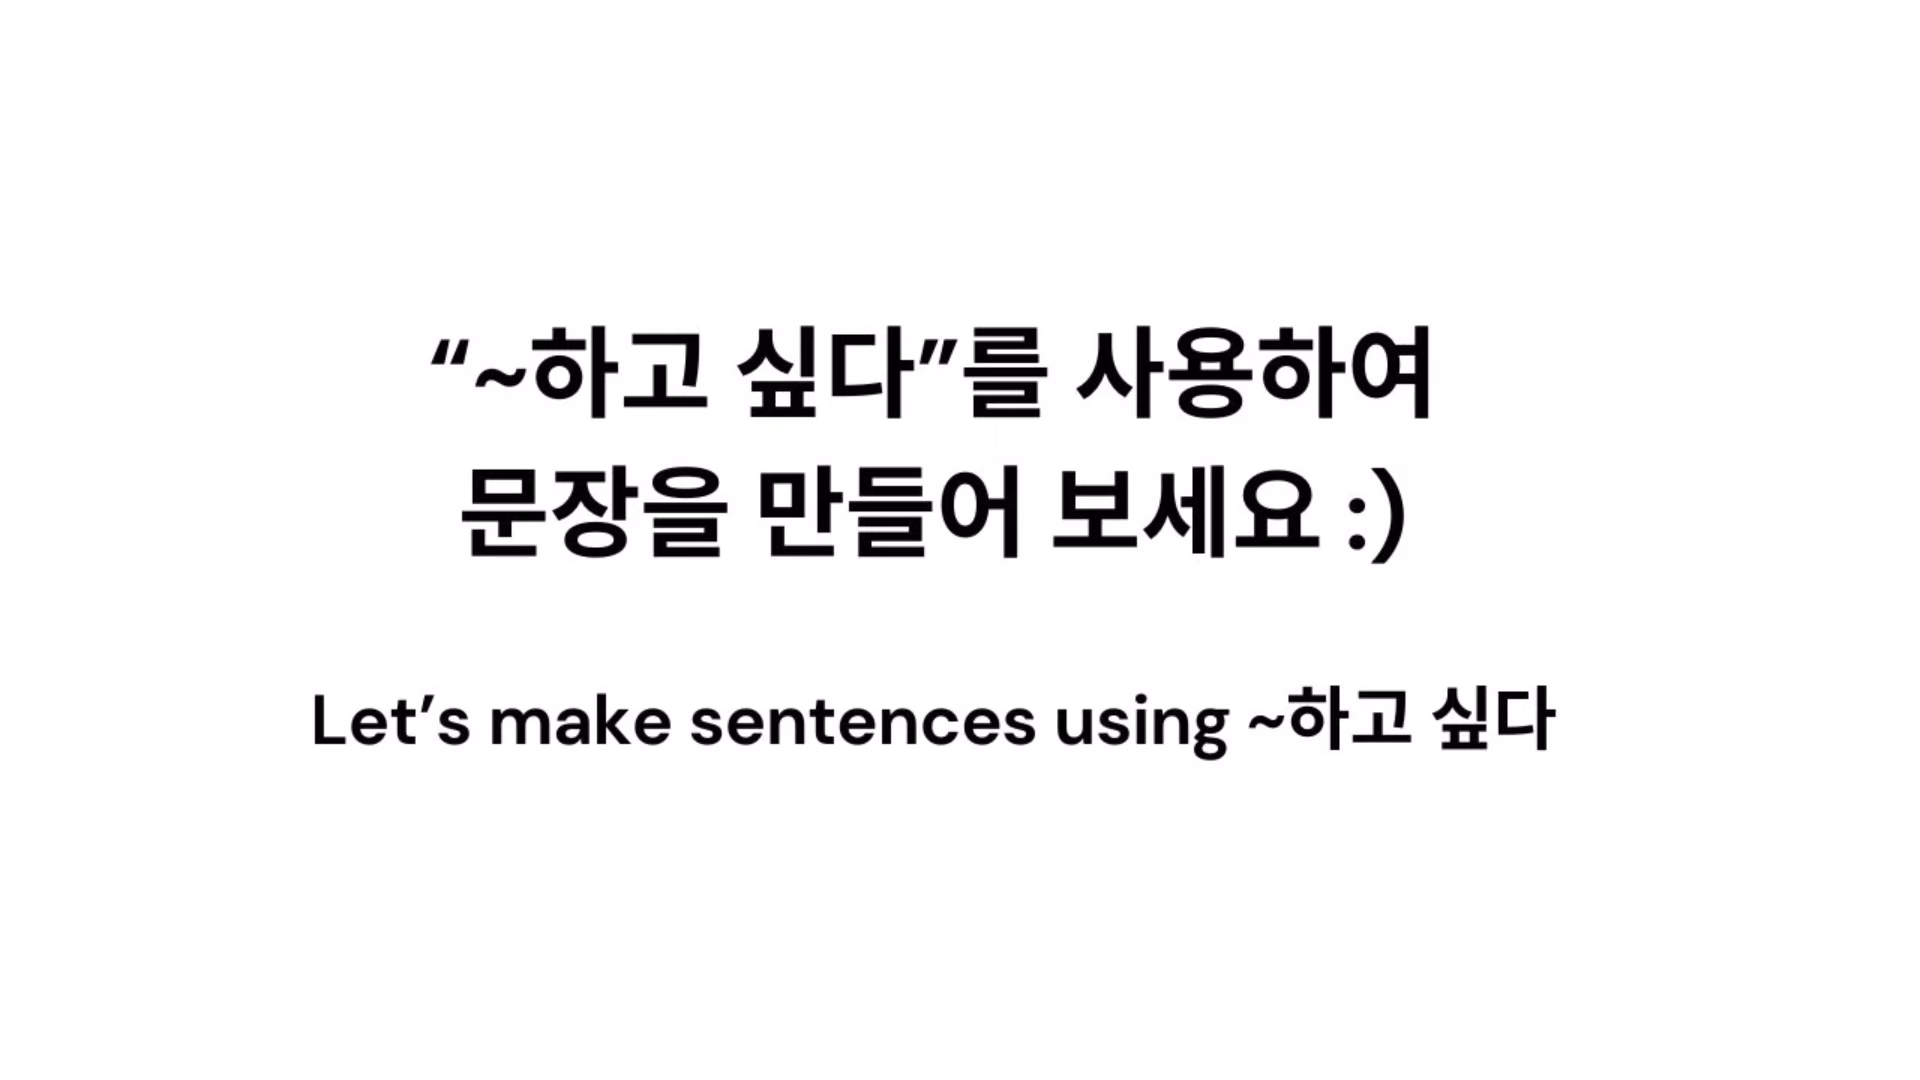 “~하고 싶다”를 사용하여
문장을 만들어 보세요 :)
Let’s make sentences using ~하고 싶다